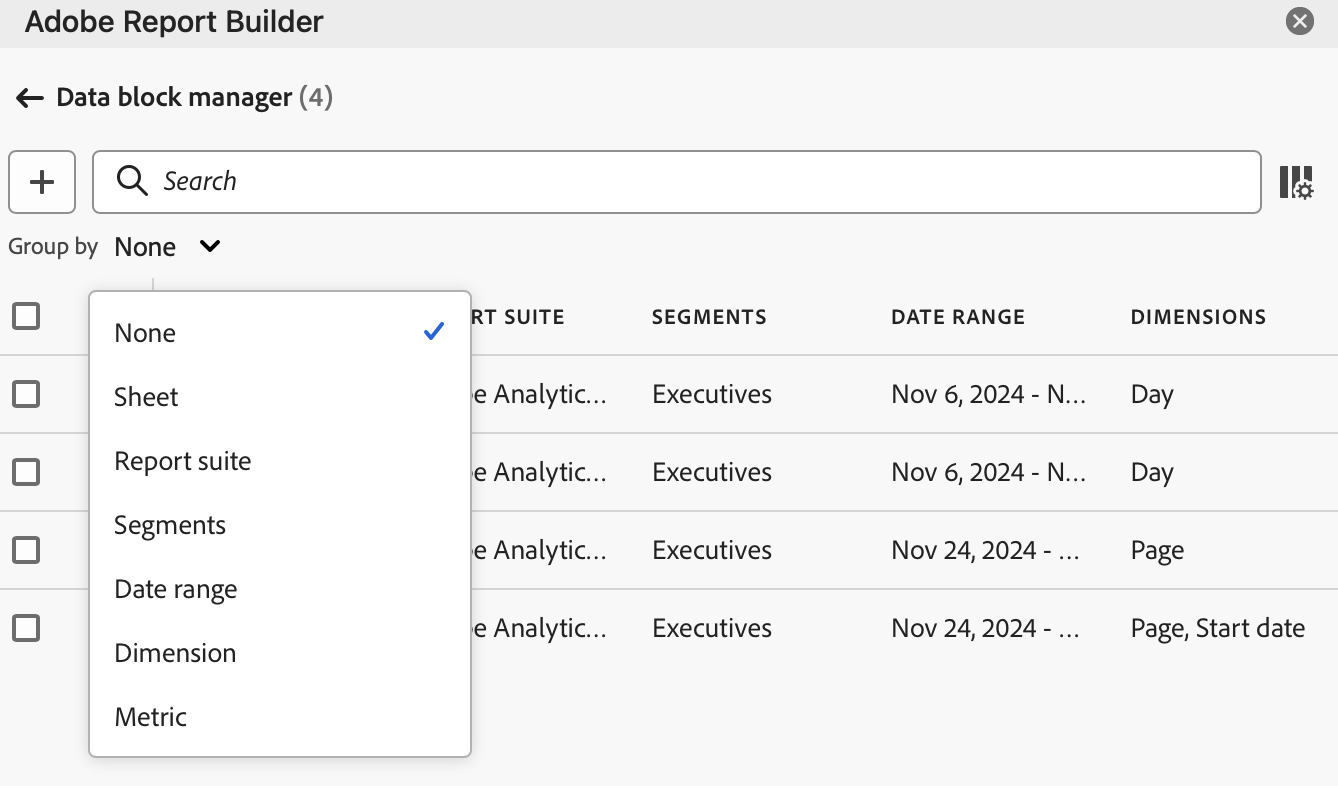 Adobe Report Builder
Data block manager (4)
Search
Group by None
None
Sheet
Report suite
Segments
Date range
Dimension
Metric
RT SUITE SEGMENTS DATE RANGE DIMENSIONS
e Analytic... Executives Nov 6, 2024 - N... Day
e Analytic... Executives Nov 6, 2024 - N... Day
e Analytic... Executives Nov 24, 2024 - ... Page
e Analytic... Executives Nov 24, 2024 - ... Page, Start date